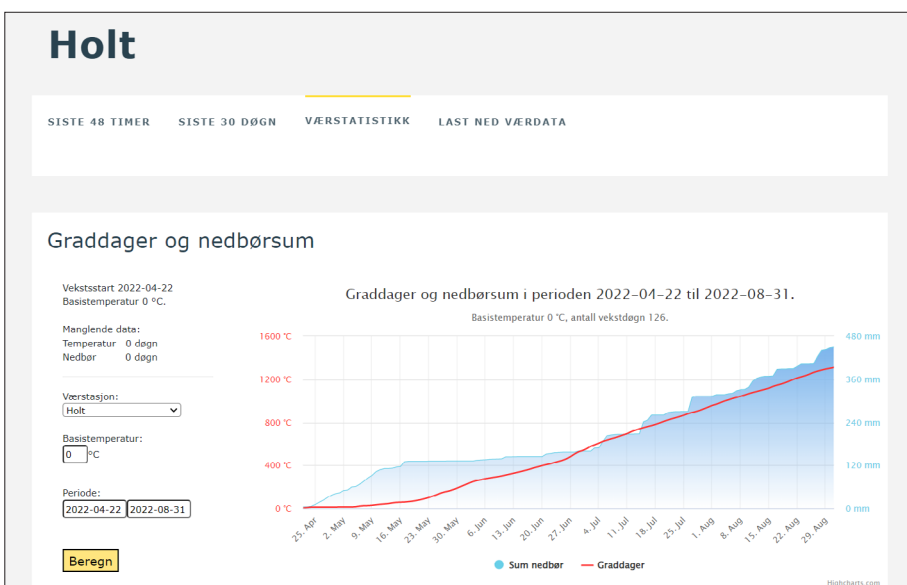 Holt
SISTE 48 TIMER SISTE 30 DØGN VÆRSTATISTIKK LAST NED VÆRDATA
Graddager og nedbørsum
Vekstsstart 2022-04-22
Basistemperatur 0 ºC.
Manglende data:
Temperatur 0 døgn
Nedbør 0 døgn
Værstasjon:
Holt
Basistemperatur:
0 ºC
Periode:
2022-04-22 2022-08-31
Beregn
Graddager og nedbørsum i perioden 2022-04-22 til 2022-08-31.
Basistemperatur 0 °C, antall vekstdøgn 126.
1600 °C 480 mm
1200 °C 360 mm
800 °C 240 mm
400 °C 120 mm
0 °C 0 mm
25. Apr 2. May 9. May 16. May 23. May 30. May 6. Jun 13. Jun 20. Jun 27. Jun 4. Jul 11. Jul 18. Jul 25. Jul 1. Aug 8. Aug 15. Aug 22. Aug 29. Aug
Sum nedbør Graddager
Highcharts.com